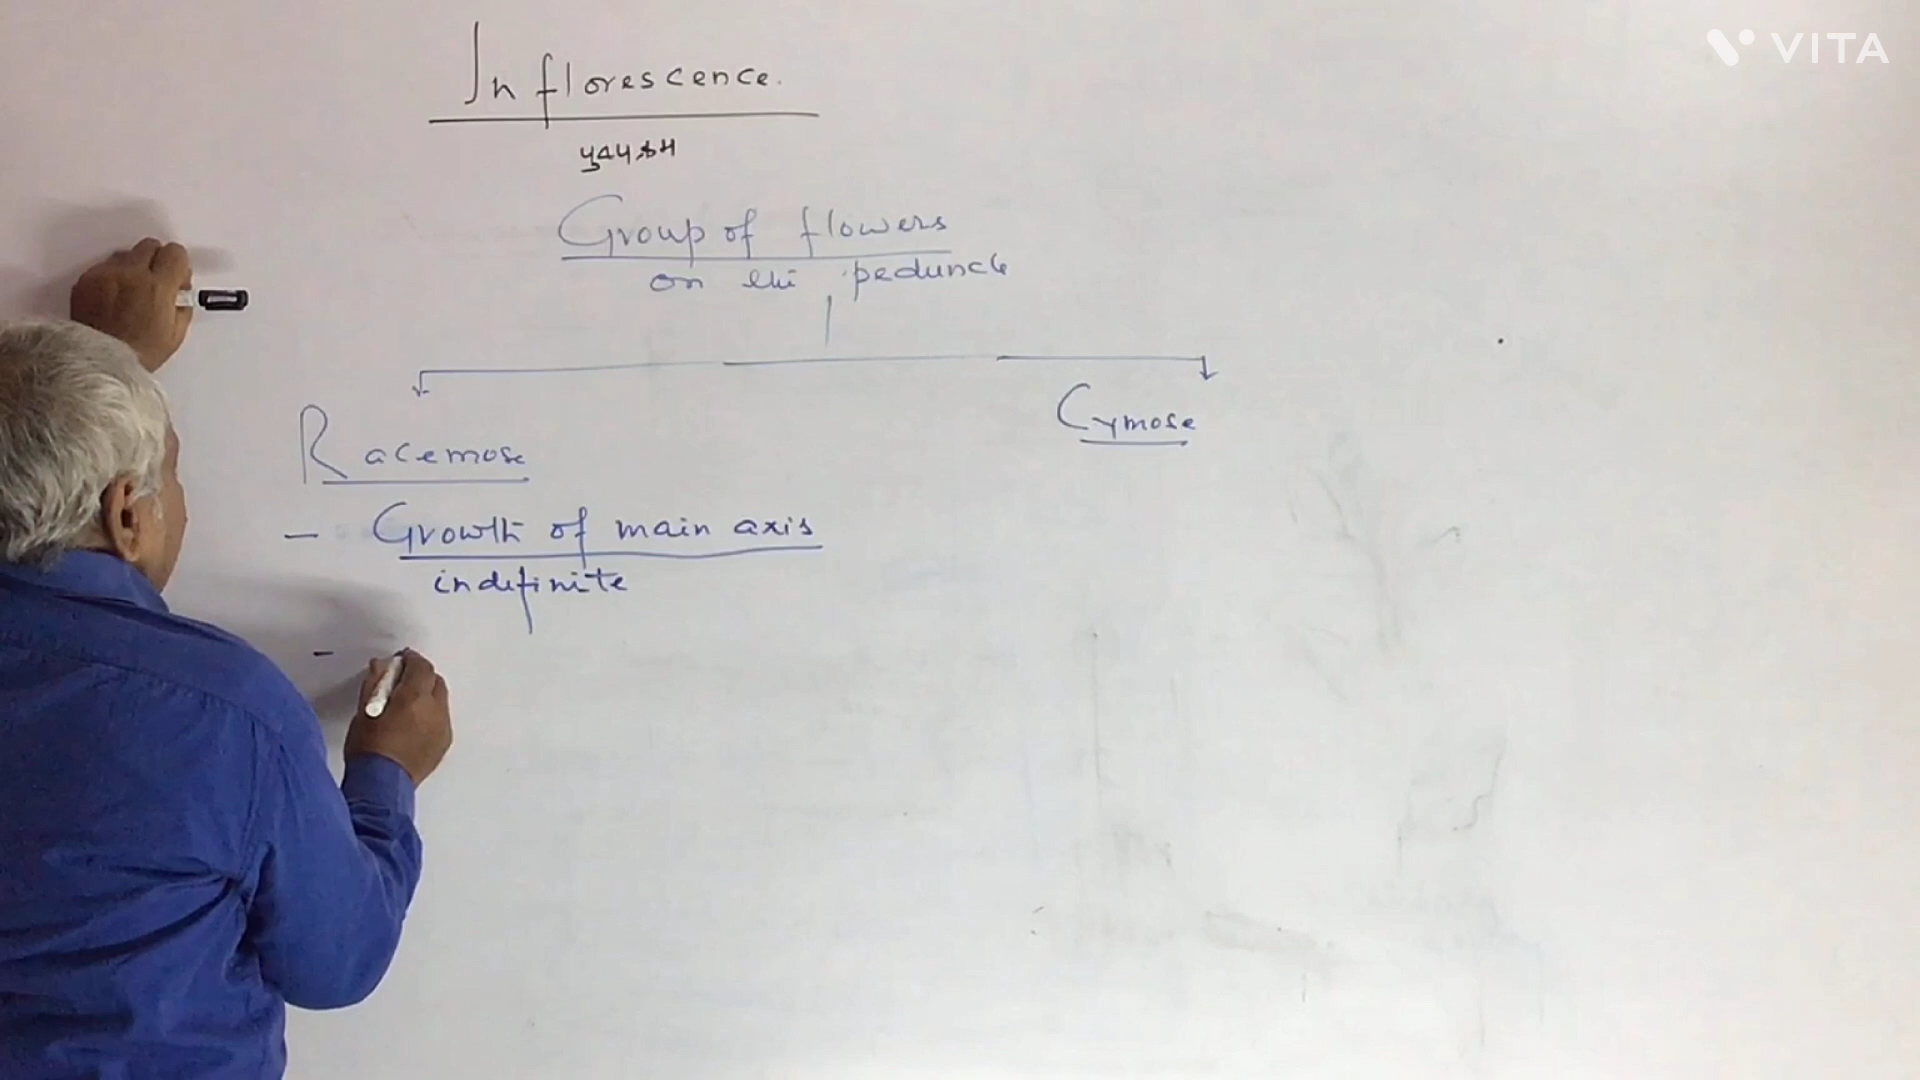 VITA
Inflorescence.
पुष्पक्रम
Group of flowers
on the peduncle
Racemose
Cymose
- Growth of main axis
indefinite
-